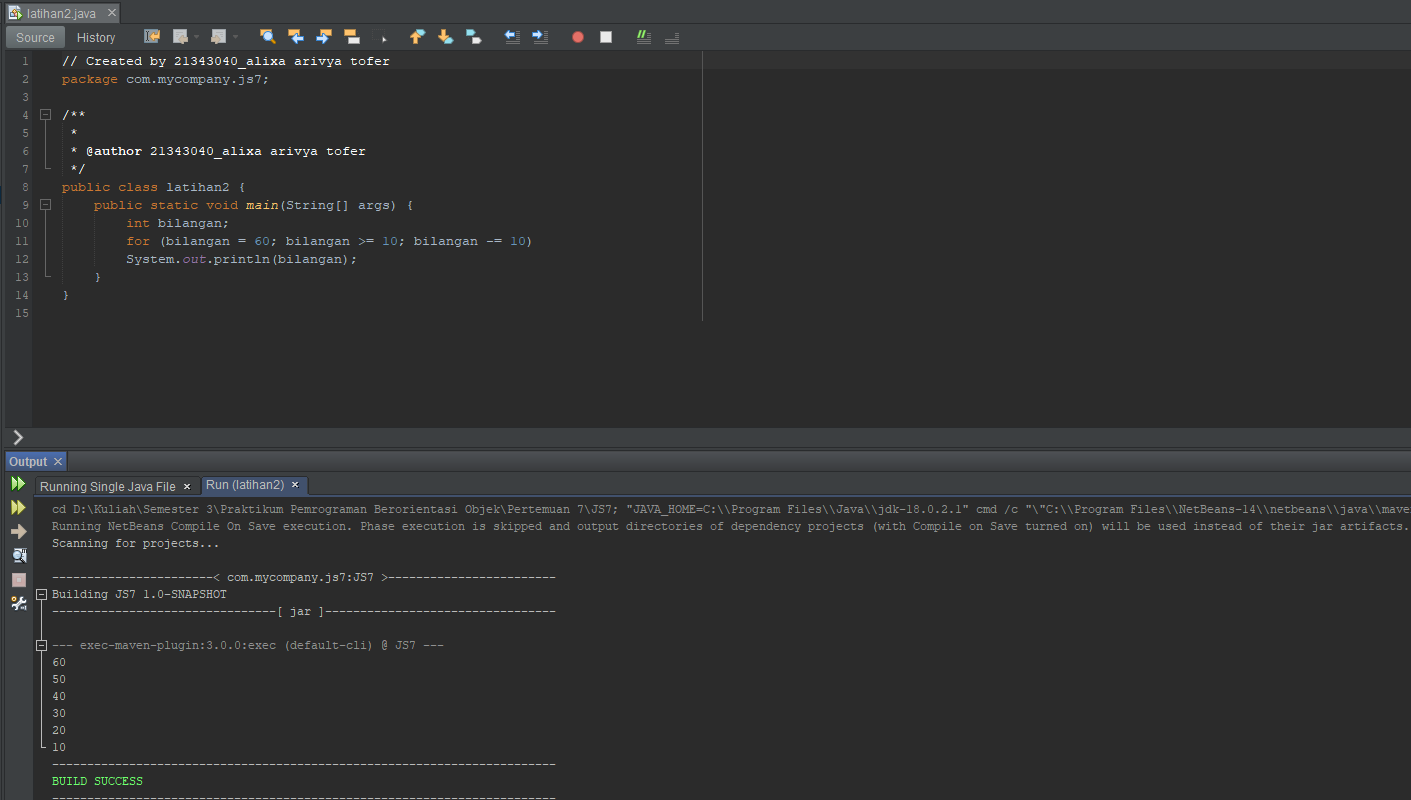 latihan2.java
Source History
1 // Created by 21343040_alixa arivya tofer
2 package com.mycompany.js7;
3
4 /**
5 *
6 * @author 21343040_alixa arivya tofer
7 */
8 public class latihan2 {
9 public static void main(String[] args) {
10 int bilangan;
11 for (bilangan = 60; bilangan >= 10; bilangan -= 10)
12 System.out.println(bilangan);
13 }
14 }
15
Output
Running Single Java File Run (latihan2)
cd D:\Kuliah\Semester 3\Praktikum Pemrograman Berorientasi Objek\Pertemuan 7\JS7; "JAVA_HOME=C:\\Program Files\\Java\\jdk-18.0.2.1" cmd /c "\"C:\\Program Files\\NetBeans-14\\netbeans\\java\\maven
Running NetBeans Compile On Save execution. Phase execution is skipped and output directories of dependency projects (with Compile on Save turned on) will be used instead of their jar artifacts.
Scanning for projects...
-----------------------< com.mycompany.js7:JS7 >------------------------
Building JS7 1.0-SNAPSHOT
--------------------------------[ jar ]---------------------------------
--- exec-maven-plugin:3.0.0:exec (default-cli) @ JS7 ---
60
50
40
30
20
10
------------------------------------------------------------------------
BUILD SUCCESS
------------------------------------------------------------------------